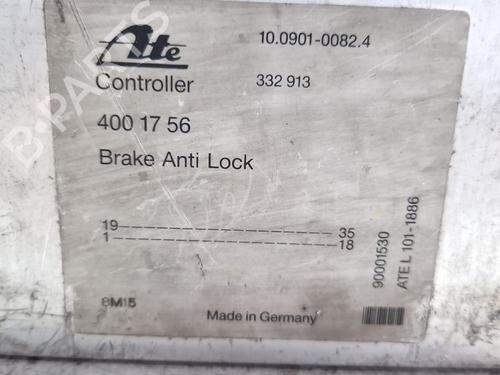 Ate
10.0901-0082.4
Controller
332 913
400 17 56
Brake Anti Lock
19 35
1 18
8M15
Made in Germany
90001530
ATE L 101-1886
B-PARTS